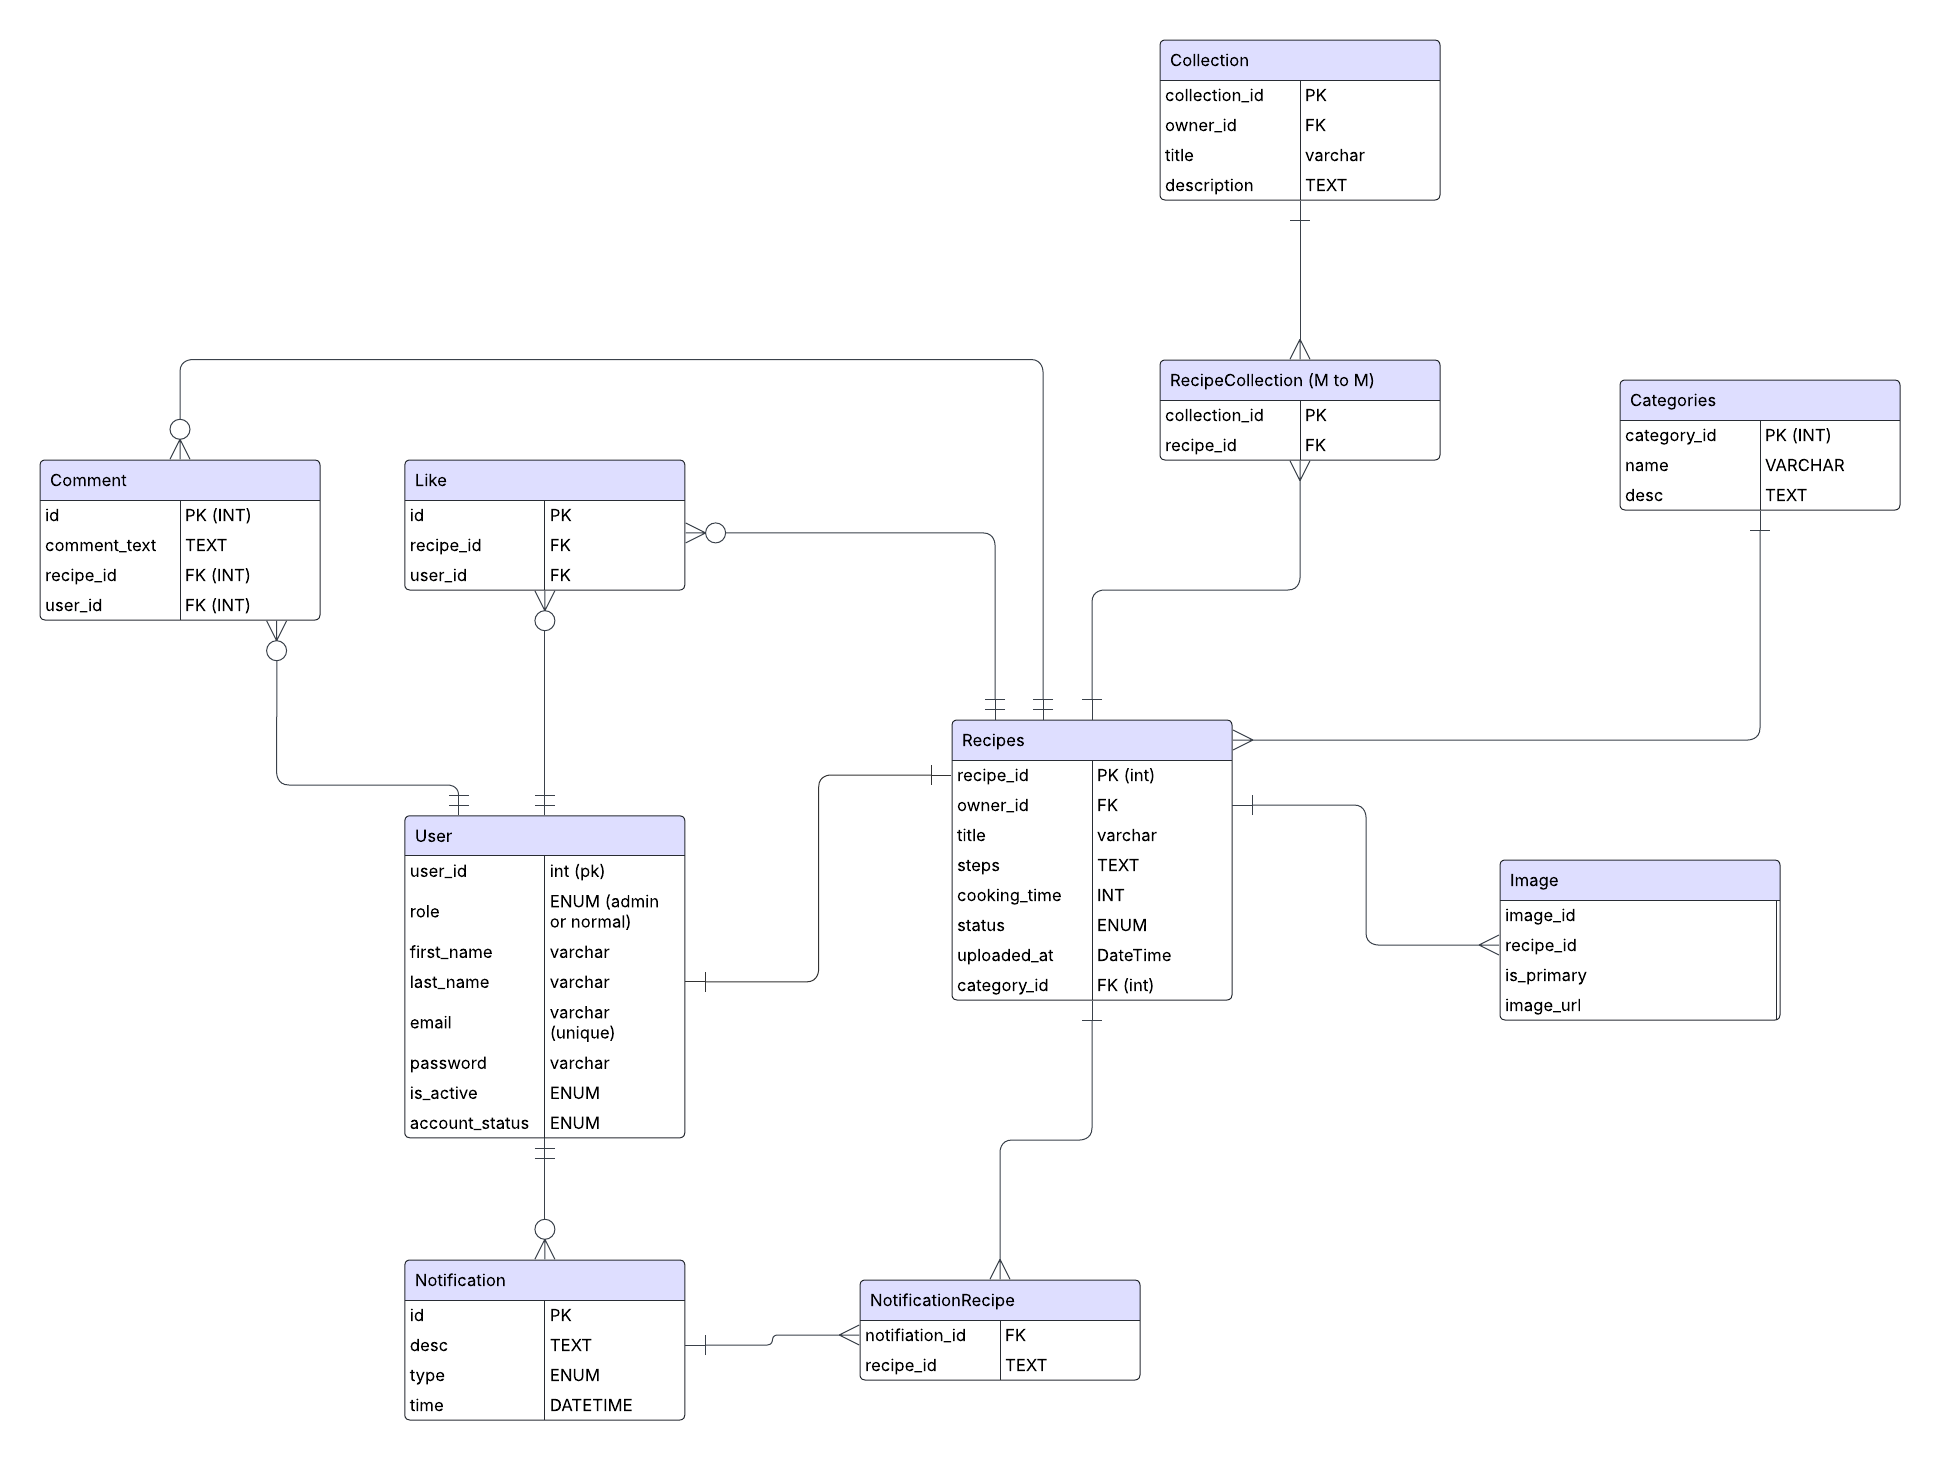 Collection
collection_id PK
owner_id FK
title varchar
description TEXT
RecipeCollection (M to M)
collection_id PK
recipe_id FK
Categories
category_id PK (INT)
name VARCHAR
desc TEXT
Comment
id PK (INT)
comment_text TEXT
recipe_id FK (INT)
user_id FK (INT)
Like
id PK
recipe_id FK
user_id FK
Recipes
recipe_id PK (int)
owner_id FK
title varchar
steps TEXT
cooking_time INT
status ENUM
uploaded_at DateTime
category_id FK (int)
User
user_id int (pk)
role ENUM (admin
or normal)
first_name varchar
last_name varchar
email varchar
(unique)
password varchar
is_active ENUM
account_status ENUM
Image
image_id
recipe_id
is_primary
image_url
Notification
id PK
desc TEXT
type ENUM
time DATETIME
NotificationRecipe
notifiation_id FK
recipe_id TEXT